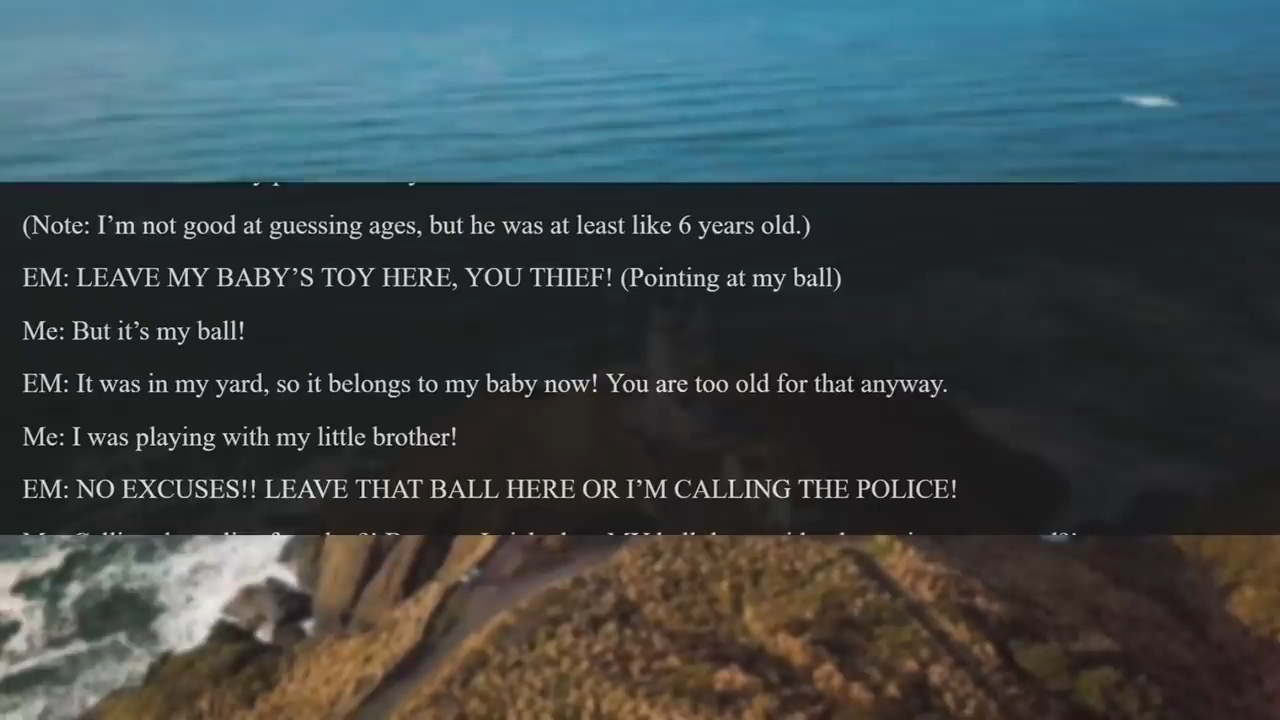 (Note: I’m not good at guessing ages, but he was at least like 6 years old.)
EM: LEAVE MY BABY’S TOY HERE, YOU THIEF! (Pointing at my ball)
Me: But it’s my ball!
EM: It was in my yard, so it belongs to my baby now! You are too old for that anyway.
Me: I was playing with my little brother!
EM: NO EXCUSES!! LEAVE THAT BALL HERE OR I’M CALLING THE POLICE!